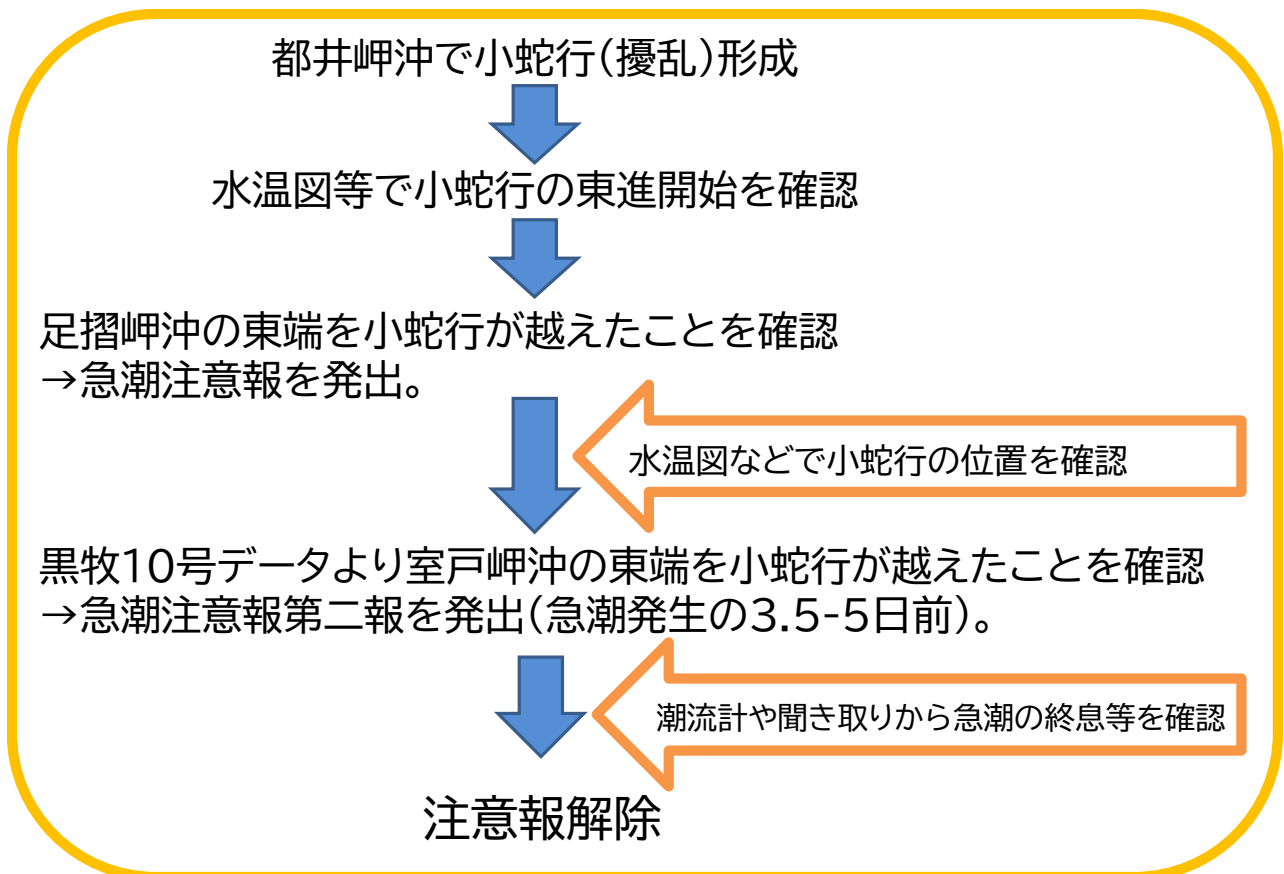 都井岬沖で小蛇行(擾乱)形成
水温図等で小蛇行の東進開始を確認
足摺岬沖の東端を小蛇行が越えたことを確認
→急潮注意報を発出。
水温図などで小蛇行の位置を確認
黒牧10号データより室戸岬沖の東端を小蛇行が越えたことを確認
→急潮注意報第二報を発出(急潮発生の3.5-5日前)。
潮流計や聞き取りから急潮の終息等を確認
注意報解除